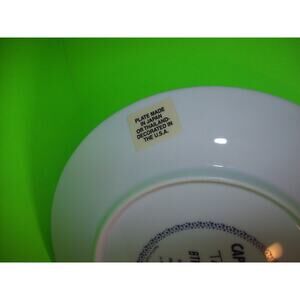 PLATE MADE
IN JAPAN
OR THAILAND-
DECORATED IN
THE U.S.A.
CAP